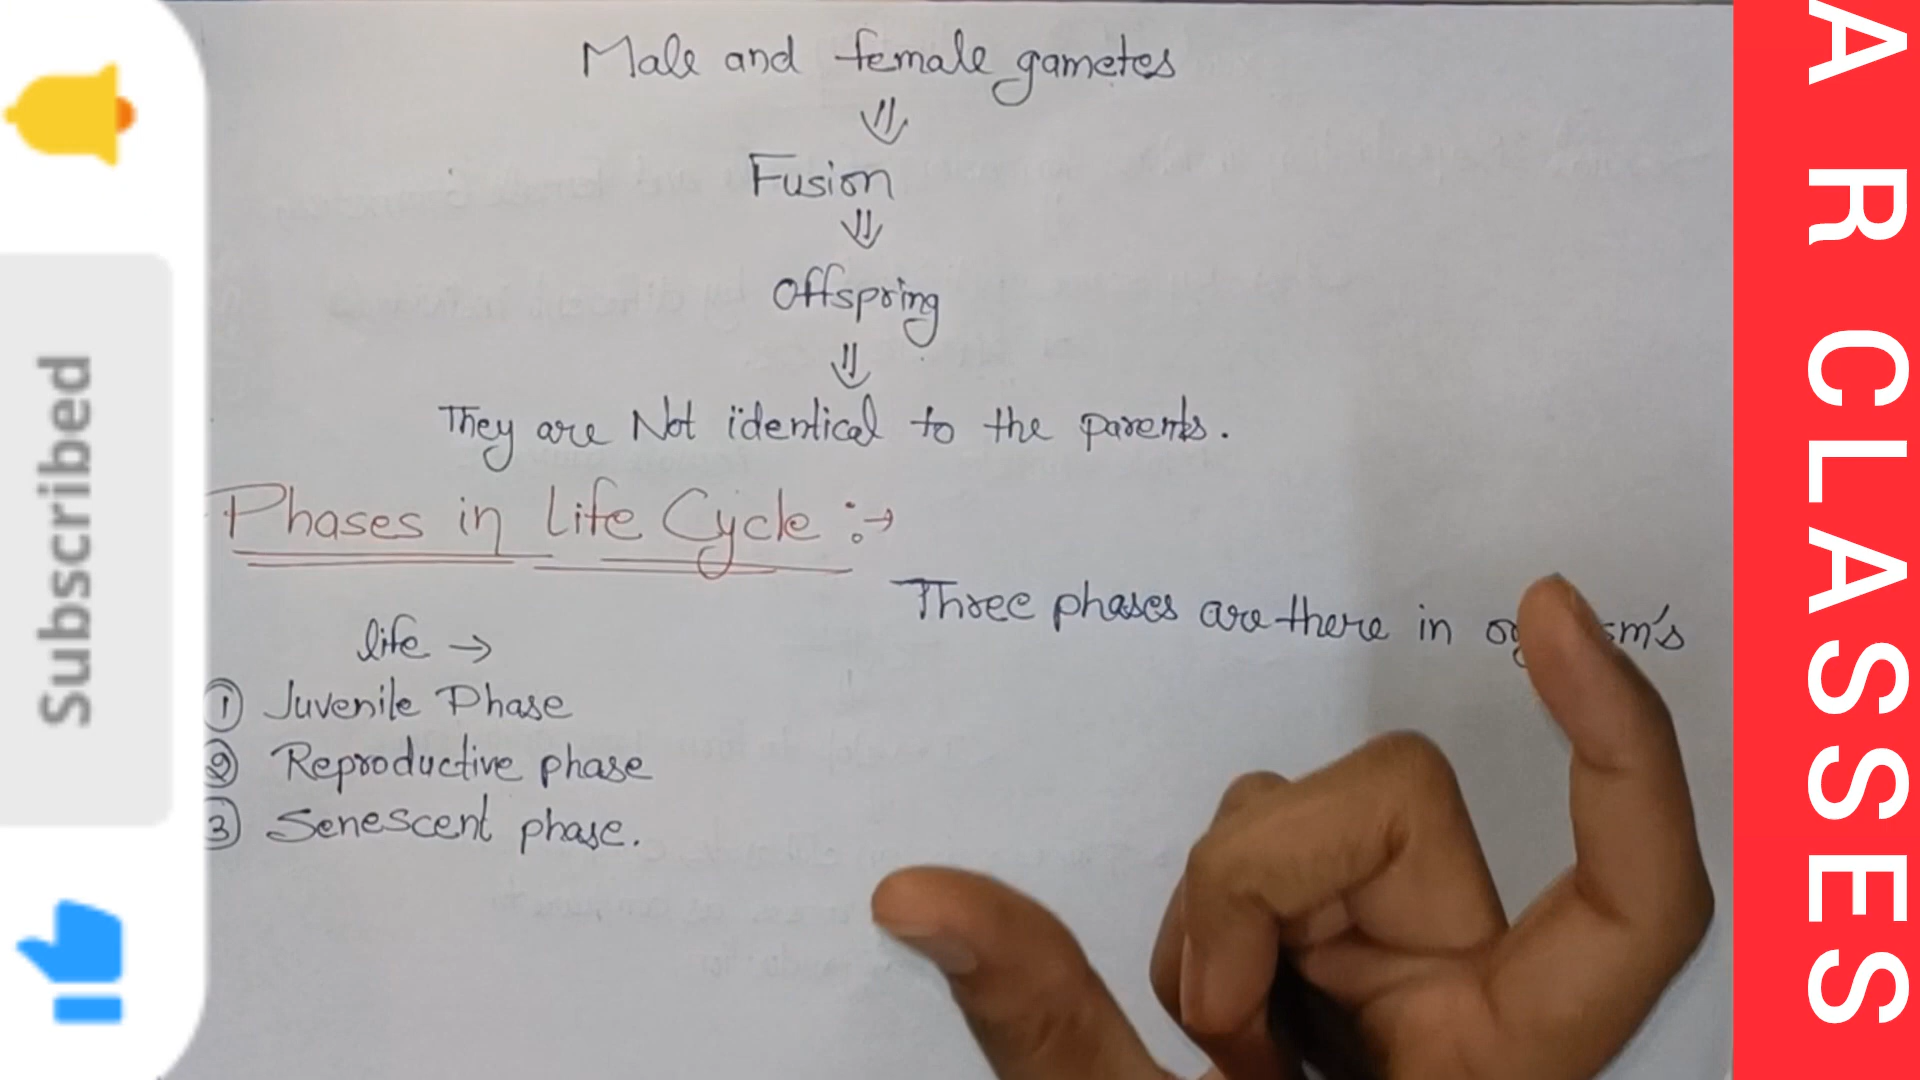 Male and female gametes
⇓
Fusion
⇓
Offspring
⇓
They are Not identical to the parents.
Phases in Life Cycle :→
Three phases are there in
life →
① Juvenile Phase
② Reproductive phase
③ Senescent phase.
Subscribed
A R CLASSES